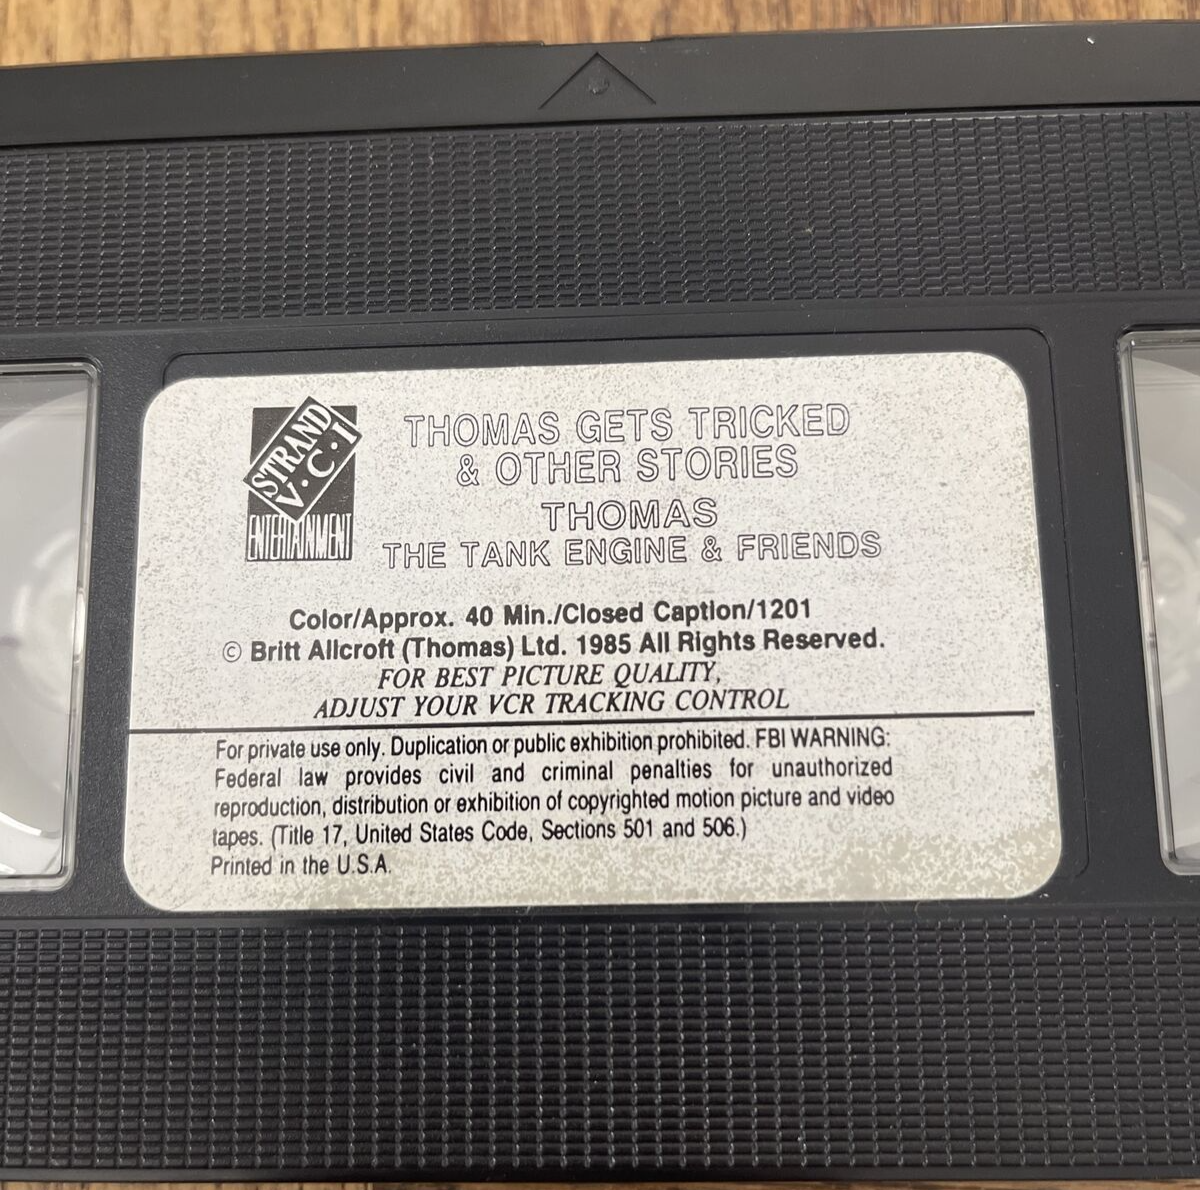 STRAND
V·C·I
ENTERTAINMENT
THOMAS GETS TRICKED
& OTHER STORIES
THOMAS
THE TANK ENGINE & FRIENDS
Color/Approx. 40 Min./Closed Caption/1201
© Britt Allcroft (Thomas) Ltd. 1985 All Rights Reserved.
FOR BEST PICTURE QUALITY,
ADJUST YOUR VCR TRACKING CONTROL
For private use only. Duplication or public exhibition prohibited. FBI WARNING:
Federal law provides civil and criminal penalties for unauthorized
reproduction, distribution or exhibition of copyrighted motion picture and video
tapes. (Title 17, United States Code, Sections 501 and 506.)
Printed in the U.S.A.